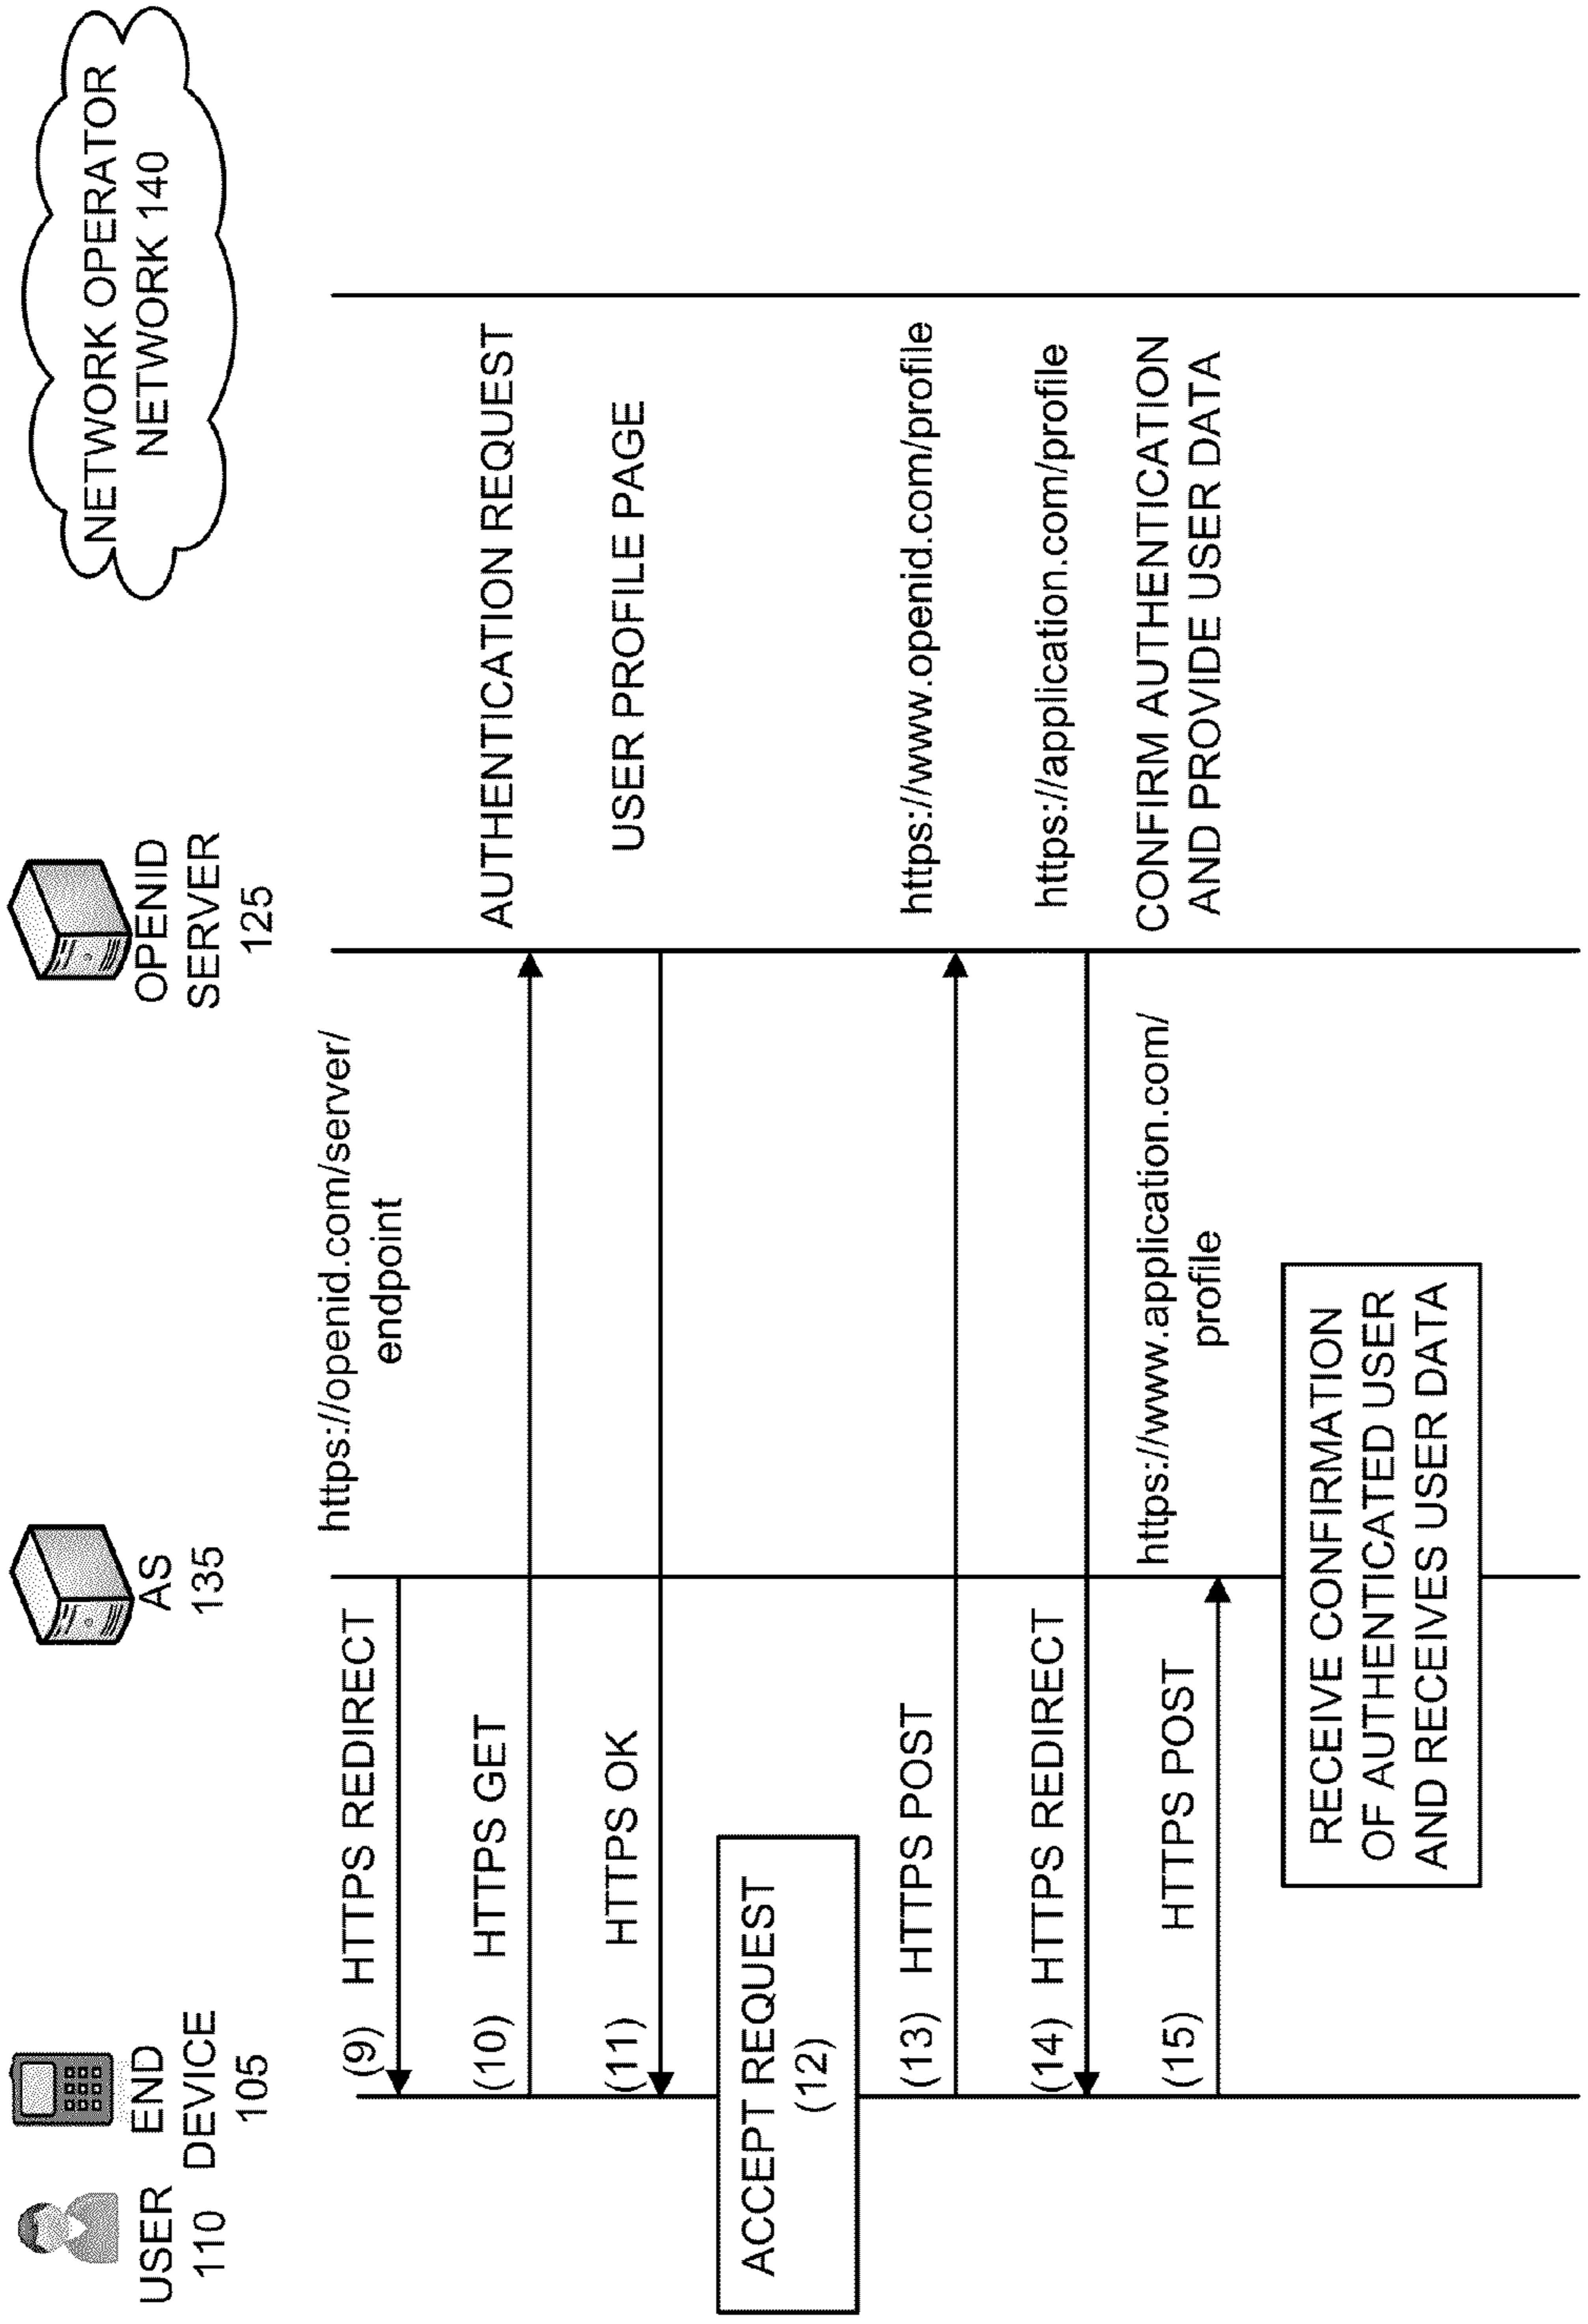 USER
110
END
DEVICE
105
AS
135
OPENID
SERVER
125
NETWORK OPERATOR
NETWORK 140
(9) HTTPS REDIRECT
https://openid.com/server/
endpoint
(10) HTTPS GET
AUTHENTICATION REQUEST
(11) HTTPS OK
USER PROFILE PAGE
ACCEPT REQUEST
(12)
(13) HTTPS POST
https://www.openid.com/profile
(14) HTTPS REDIRECT
https://application.com/profile
CONFIRM AUTHENTICATION
AND PROVIDE USER DATA
(15) HTTPS POST
https://www.application.com/
profile
RECEIVE CONFIRMATION
OF AUTHENTICATED USER
AND RECEIVES USER DATA